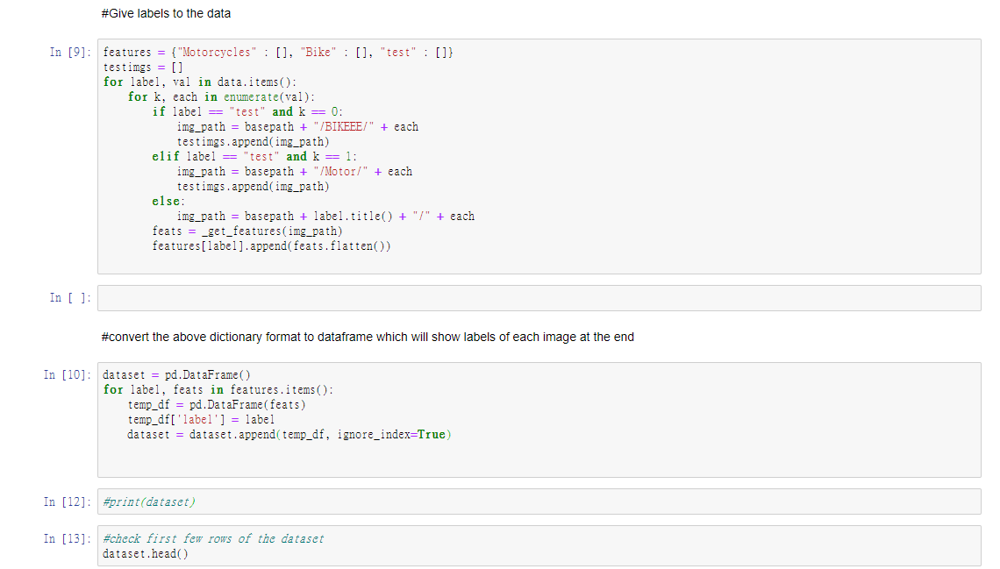 #Give labels to the data
In [9]:
features = {"Motorcycles" : [], "Bike" : [], "test" : []}
testimgs = []
for label, val in data.items():
    for k, each in enumerate(val):
        if label == "test" and k == 0:
            img_path = basepath + "/BIKEEE/" + each
            testimgs.append(img_path)
        elif label == "test" and k == 1:
            img_path = basepath + "/Motor/" + each
            testimgs.append(img_path)
        else:
            img_path = basepath + label.title() + "/" + each
        feats = _get_features(img_path)
        features[label].append(feats.flatten())
In [ ]:
#convert the above dictionary format to dataframe which will show labels of each image at the end
In [10]:
dataset = pd.DataFrame()
for label, feats in features.items():
    temp_df = pd.DataFrame(feats)
    temp_df['label'] = label
    dataset = dataset.append(temp_df, ignore_index=True)
In [12]:
#print(dataset)
In [13]:
#check first few rows of the dataset
dataset.head()